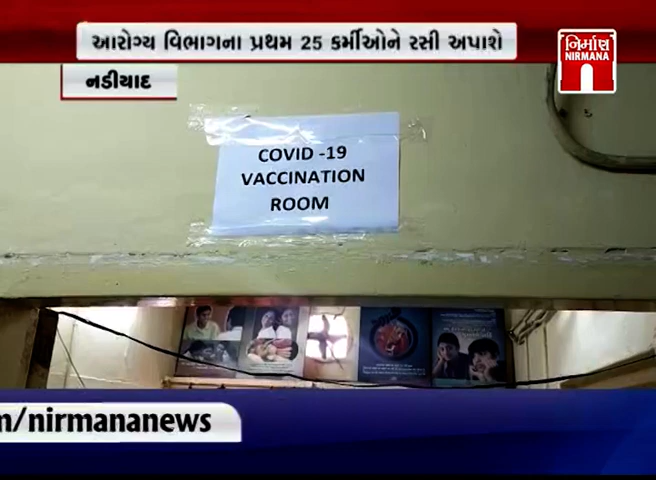 આરોગ્ય વિભાગના પ્રથમ 25 કર્મીઓને રસી અપાશે
નિર્માણ
NIRMANA
નડીયાદ
COVID -19
VACCINATION
ROOM
m/nirmananews